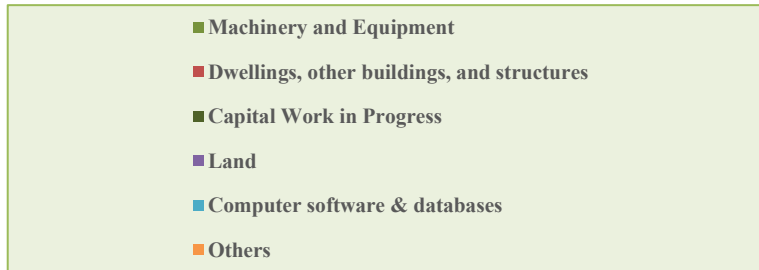 Machinery and Equipment
Dwellings, other buildings, and structures
Capital Work in Progress
Land
Computer software & databases
Others